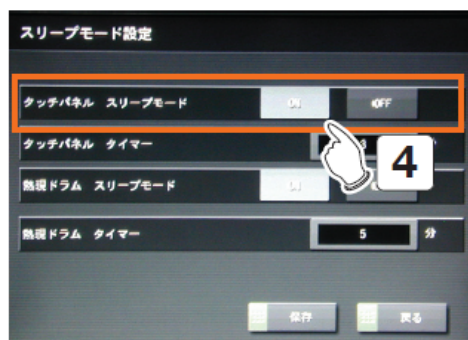 スリープモード設定
タッチパネル スリープモード ON OFF
タッチパネル タイマー
4
熱現ドラム スリープモード ON
熱現ドラム タイマー 5 分
保存 戻る